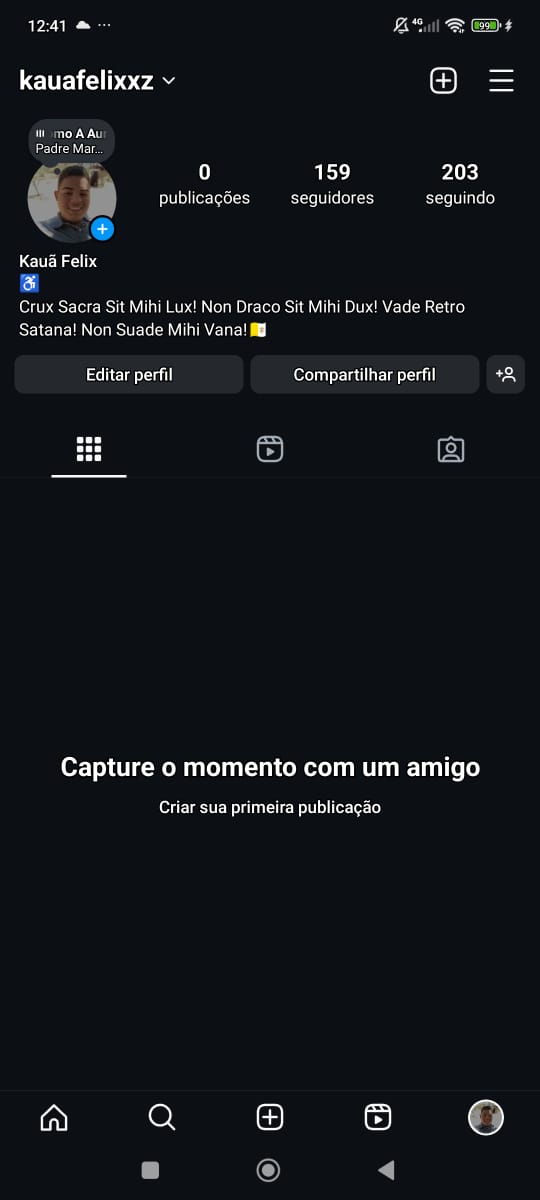 12:41
4G
99
kauafelixxz
mo A Aur
Padre Mar...
0
159
203
publicações
seguidores
seguindo
Kauã Felix
Crux Sacra Sit Mihi Lux! Non Draco Sit Mihi Dux! Vade Retro
Satana! Non Suade Mihi Vana!
Editar perfil
Compartilhar perfil
Capture o momento com um amigo
Criar sua primeira publicação